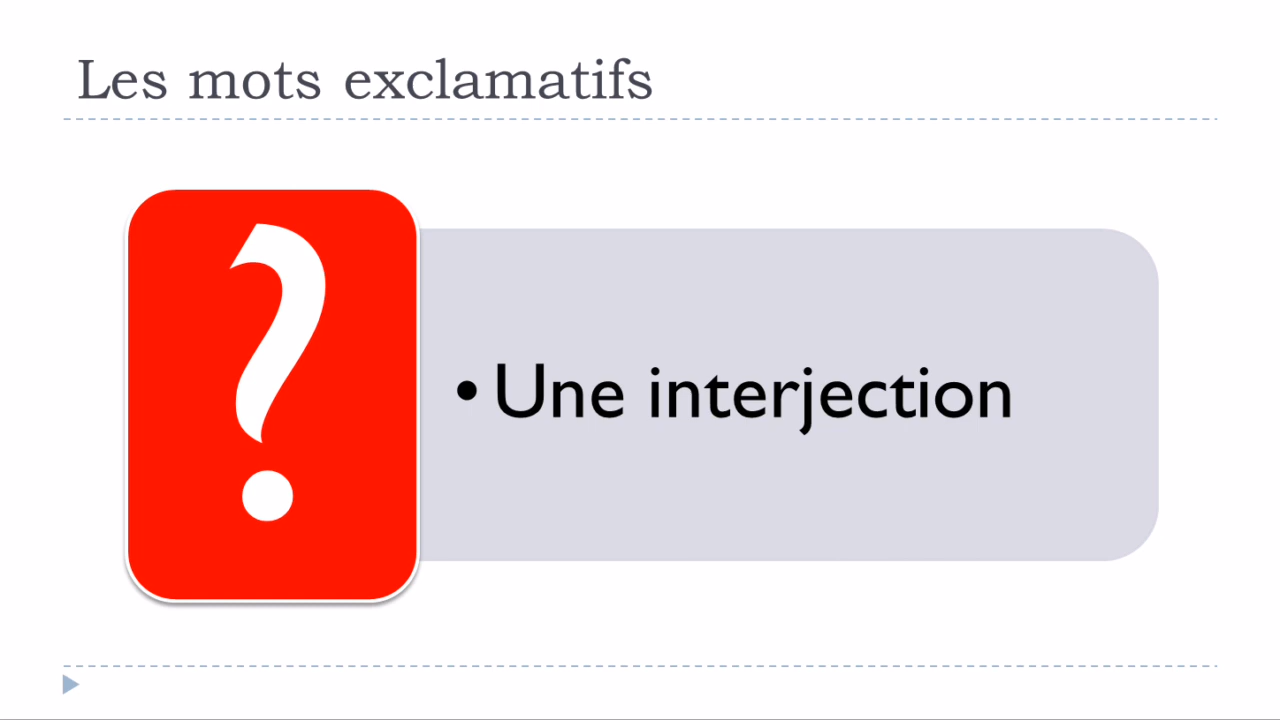 Les mots exclamatifs
?
• Une interjection